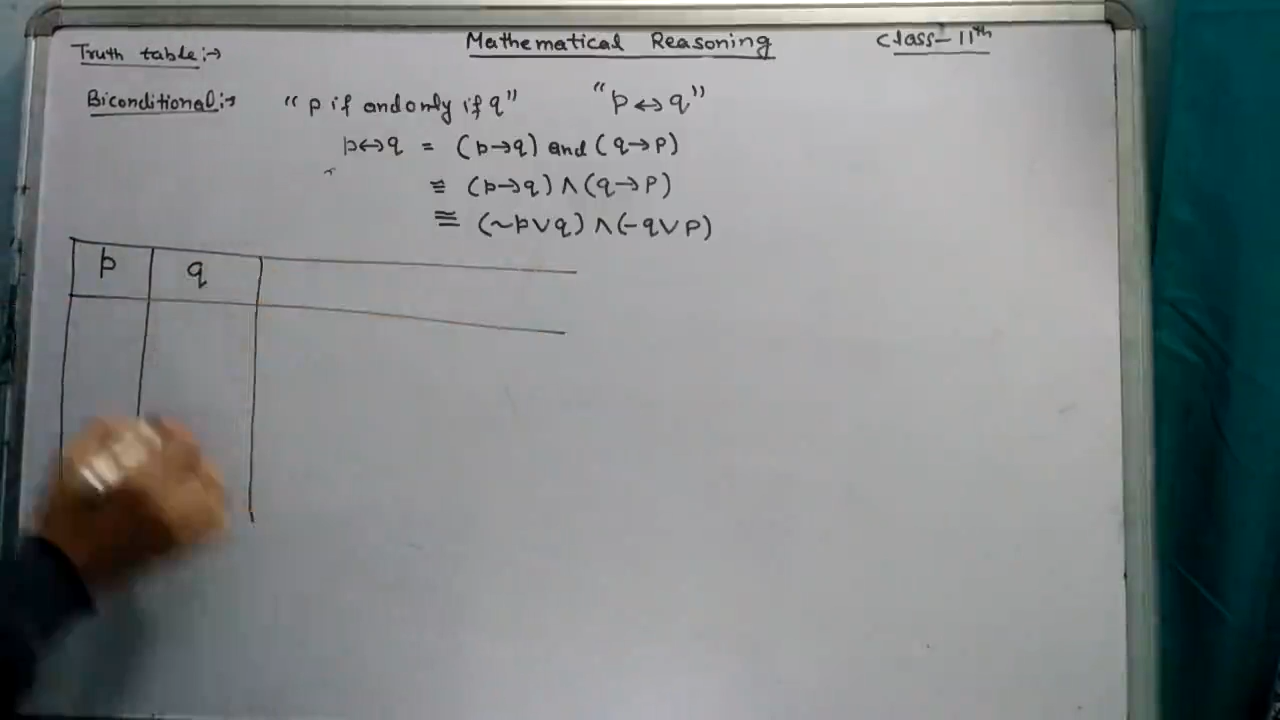 Truth table:→ Mathematical Reasoning Class-11th
Biconditional:→ "p if and only if q" "p↔q"
p↔q = (p→q) and (q→p)
≡ (p→q)∧(q→p)
≅ (~p∨q)∧(-q∨p)
p q